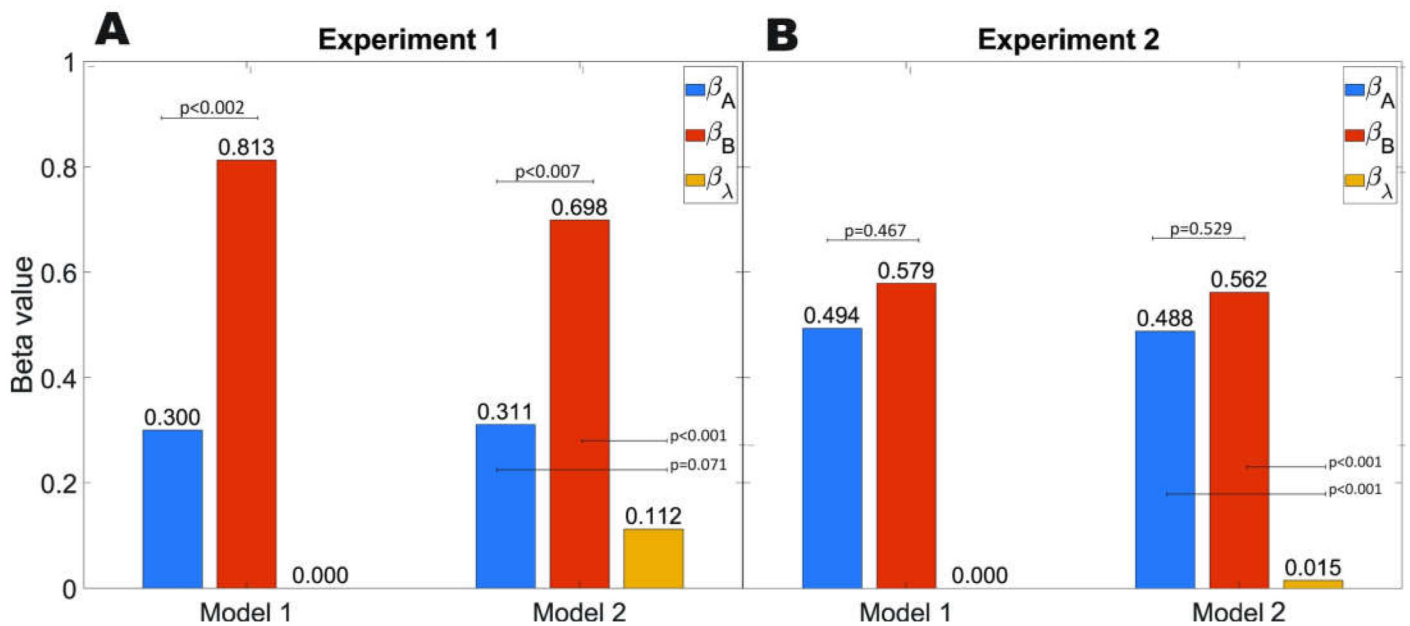 A
Experiment 1
B
Experiment 2
Beta value
1
0.8
0.6
0.4
0.2
0
p<0.002
0.813
0.300
0.000
p<0.007
0.698
0.311
p<0.001
p=0.071
0.112
βA
βB
βλ
Model 1
Model 2
p=0.467
0.579
0.494
0.000
p=0.529
0.562
0.488
p<0.001
p<0.001
0.015
βA
βB
βλ
Model 1
Model 2